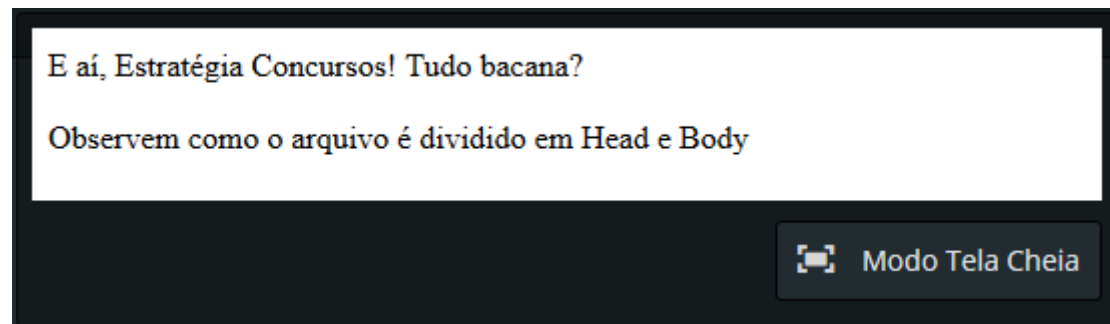 E aí, Estratégia Concursos! Tudo bacana?
Observem como o arquivo é dividido em Head e Body
Modo Tela Cheia